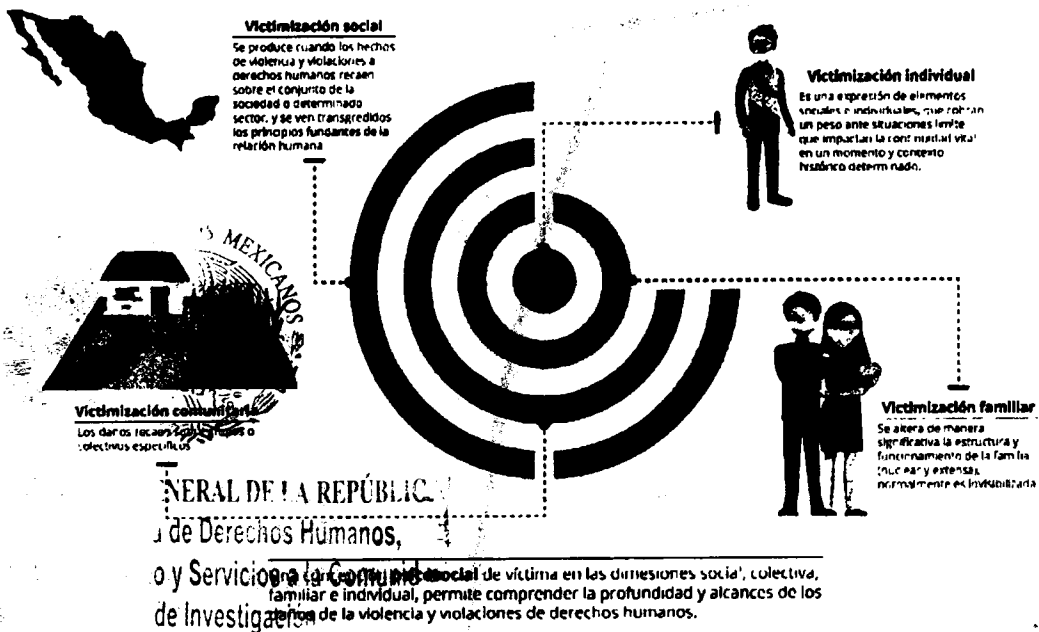 Victimización social
Se produce cuando los hechos
de violencia y violaciones a
derechos humanos recaen
sobre el conjunto de la
sociedad o determinado
sector, y se ven transgredidos
los principios fundantes de la
relación humana
Victimización individual
Es una expresión de elementos
sociales e individuales, que cobran
un peso ante situaciones límite
que impactan la continuidad vital
en un momento y contexto
histórico determinado.
MEXICANOS
Victimización comunitaria
Los daños recaen o
colectivos específicos
Victimización familiar
Se altera de manera
significativa la estructura y
funcionamiento de la familia
(nuclear y extensa),
normalmente es invisibilizada
NERAL DE LA REPÚBLIC
de Derechos Humanos,
o y Servicios a la Comunid
de Investigación
social de víctima en las dimesiones social, colectiva,
familiar e individual, permite comprender la profundidad y alcances de los
daños de la violencia y violaciones de derechos humanos.